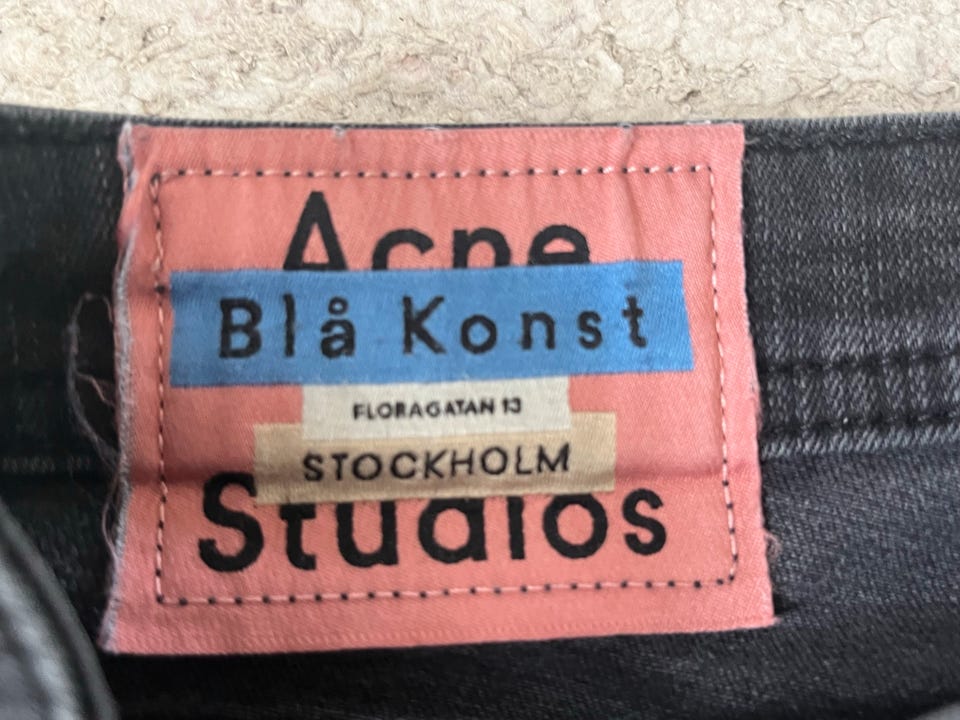 Acne
Blå Konst
FLORAGATAN 13
STOCKHOLM
Studios